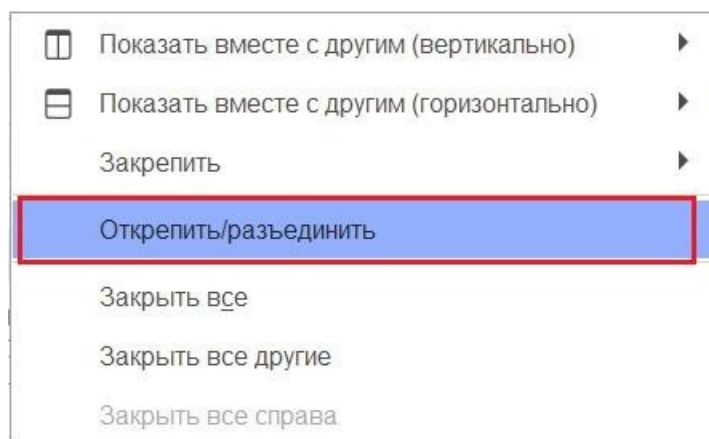 Показать вместе с другим (вертикально)
Показать вместе с другим (горизонтально)
Закрепить
Открепить/разъединить
Закрыть все
Закрыть все другие
Закрыть все справа